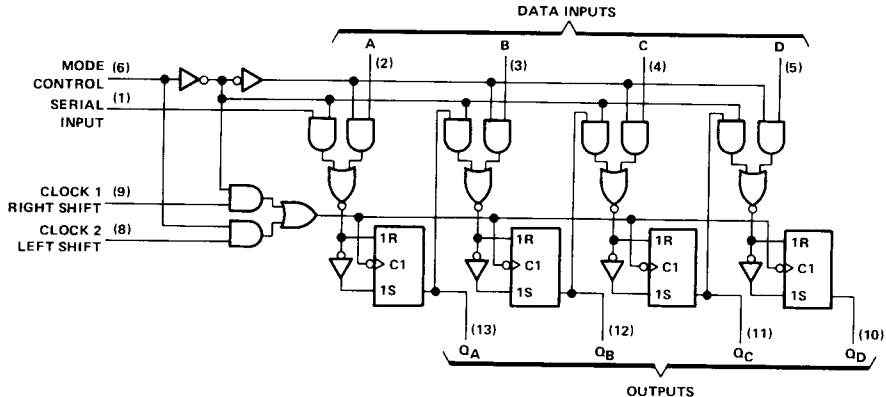 DATA INPUTS
A B C D
(2) (3) (4) (5)
MODE (6)
CONTROL
SERIAL (1)
INPUT
CLOCK 1 (9)
RIGHT SHIFT
CLOCK 2 (8)
LEFT SHIFT
1R 1R 1R 1R
C1 C1 C1 C1
1S 1S 1S 1S
(13) (12) (11) (10)
QA QB QC QD
OUTPUTS